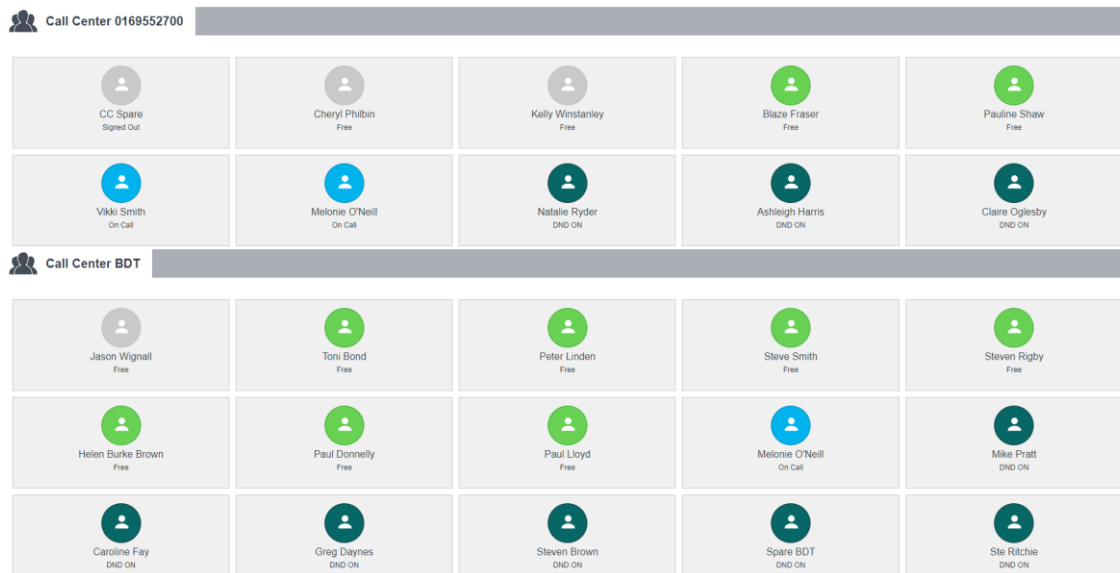 Call Center 0169552700
CC Spare
Signed Out
Cheryl Philbin
Free
Kelly Winstanley
Free
Blaze Fraser
Free
Pauline Shaw
Free
Vikki Smith
On Call
Melonie O'Neill
On Call
Natalie Ryder
DND ON
Ashleigh Harris
DND ON
Claire Oglesby
DND ON
Call Center BDT
Jason Wignall
Free
Toni Bond
Free
Peter Linden
Free
Steve Smith
Free
Steven Rigby
Free
Helen Burke Brown
Free
Paul Donnelly
Free
Paul Lloyd
Free
Melonie O'Neill
On Call
Mike Pratt
DND ON
Caroline Fay
DND ON
Greg Daynes
DND ON
Steven Brown
DND ON
Spare BDT
DND ON
Ste Ritchie
DND ON